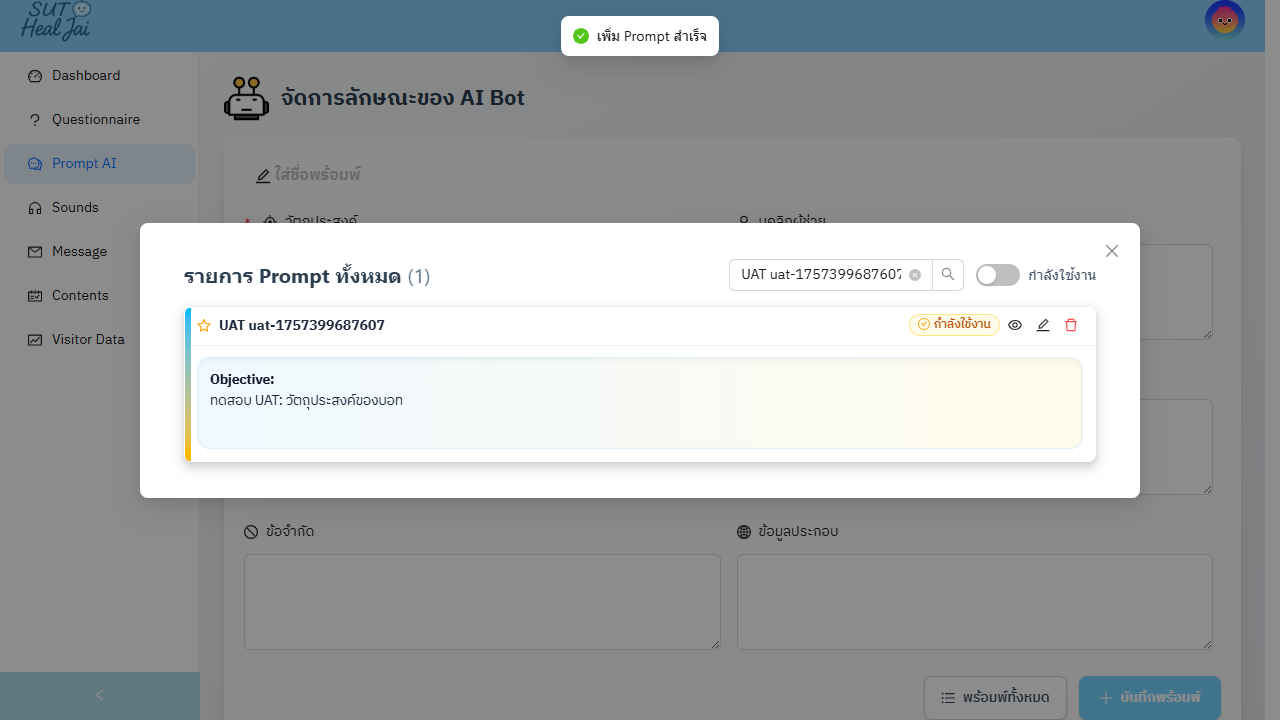 SUT
Heal Jai
เพิ่ม Prompt สำเร็จ
Dashboard
Questionnaire
Prompt AI
Sounds
Message
Contents
Visitor Data
จัดการลักษณะของ AI Bot
ใส่ชื่อพร้อมพ์
* วัตถุประสงค์
บุคลิกผู้ช่วย
รายการ Prompt ทั้งหมด (1)
UAT uat-1757399687607
กำลังใช้งาน
UAT uat-1757399687607
กำลังใช้งาน
Objective:
ทดสอบ UAT: วัตถุประสงค์ของบอท
ข้อจำกัด
ข้อมูลประกอบ
พร้อมพ์ทั้งหมด
บันทึกพร้อมพ์